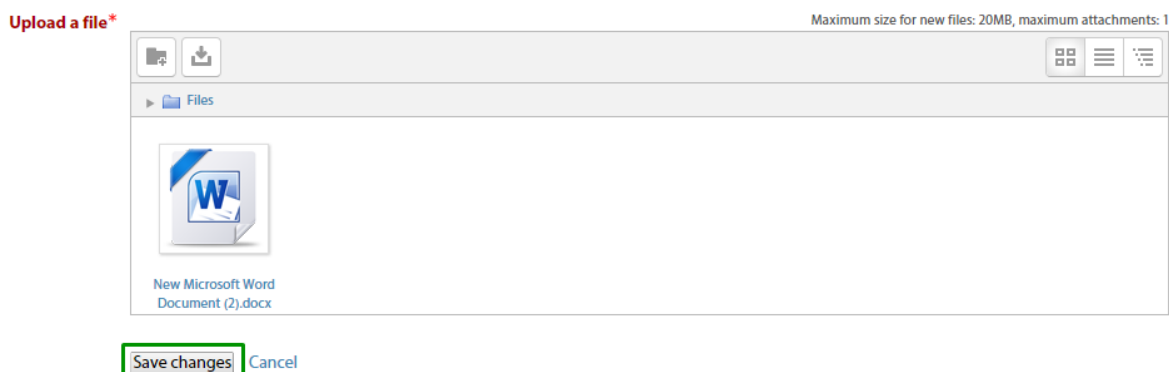 Upload a file*
Maximum size for new files: 20MB, maximum attachments: 1
Files
W
New Microsoft Word
Document (2).docx
Save changes Cancel